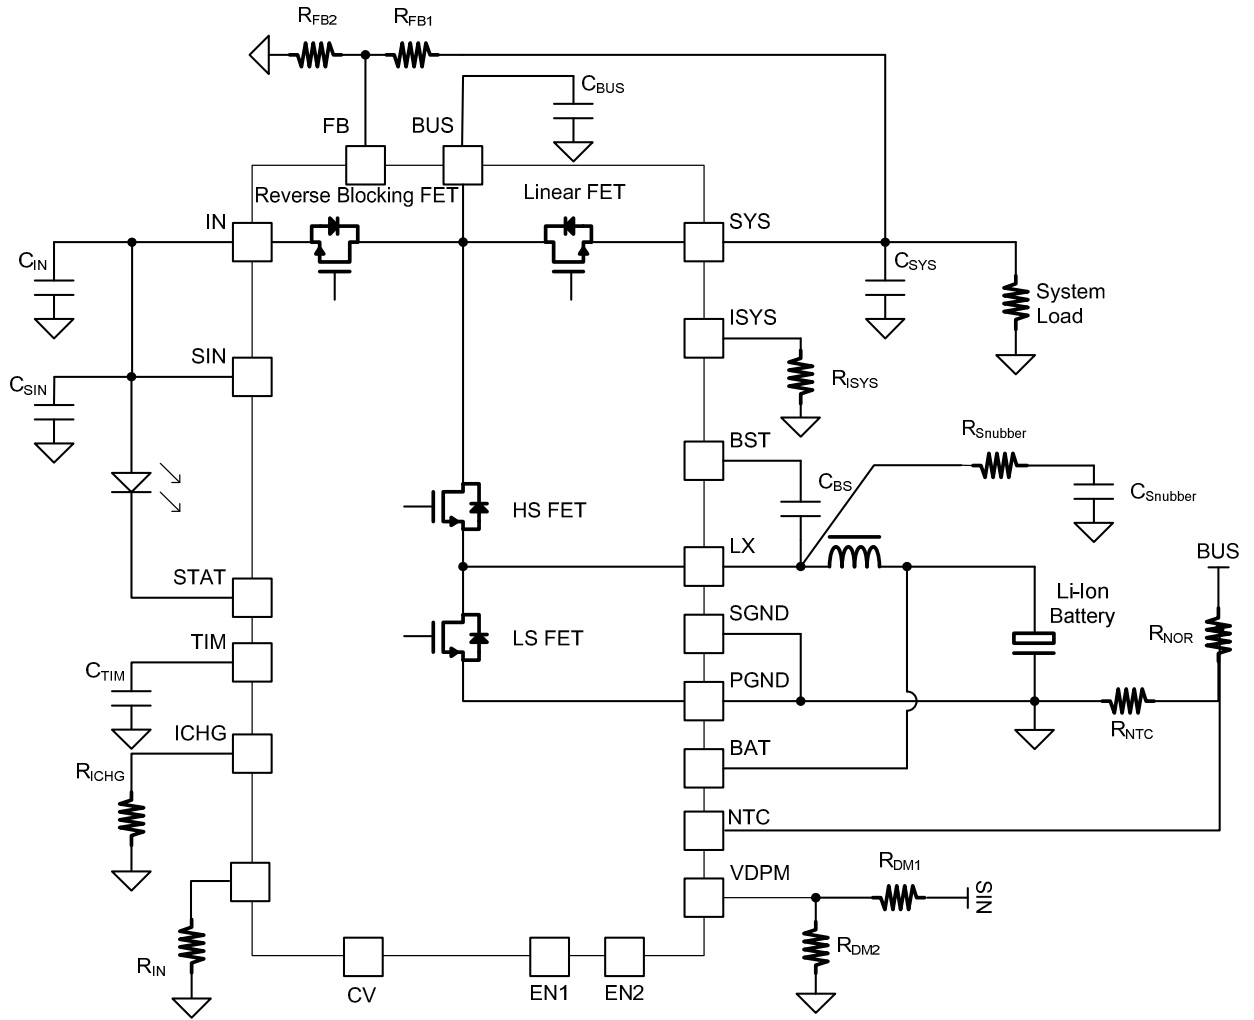 RFB2
RFB1
CBUS
FB
BUS
Reverse Blocking FET
Linear FET
IN
SYS
CIN
CSYS
System
Load
ISYS
SIN
CSIN
RISYS
BST
RSnubber
CBS
CSnubber
HS FET
LX
BUS
STAT
Li-Ion
Battery
SGND
LS FET
RNOR
TIM
CTIM
PGND
RNTC
ICHG
BAT
RICHG
NTC
VDPM
RDM1
SIN
RDM2
RIN
CV
EN1
EN2